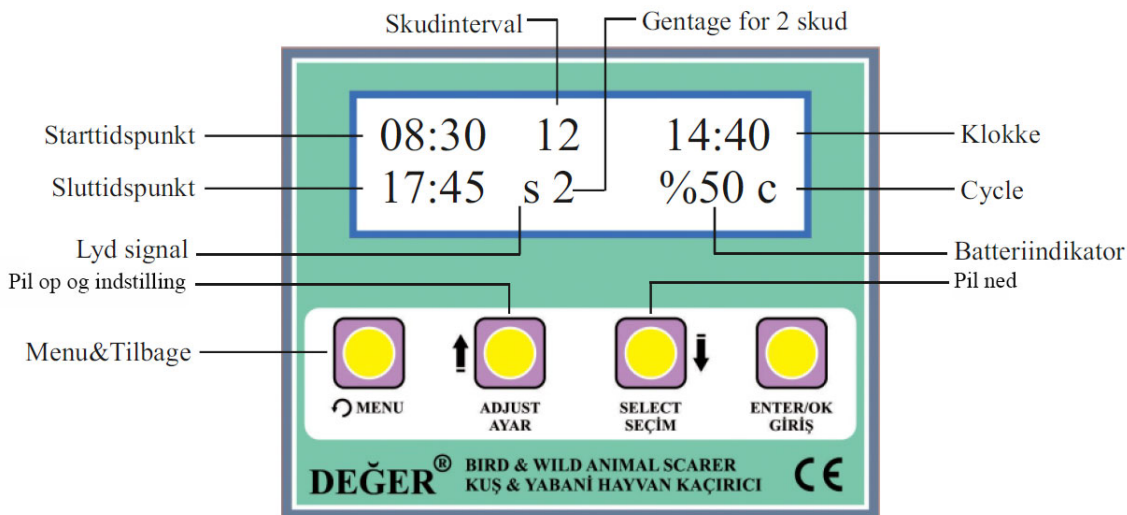 Skudinterval
Gentage for 2 skud
Starttidspunkt
08:30 12 14:40
Klokke
Sluttidspunkt
17:45 s 2 %50 c
Cycle
Lyd signal
Batteriindikator
Pil op og indstilling
Pil ned
Menu&Tilbage
MENU
ADJUST
AYAR
SELECT
SEÇİM
ENTER/OK
GİRİŞ
DEĞER®
BIRD & WILD ANIMAL SCARER
KUŞ & YABANİ HAYVAN KAÇIRICI
CE